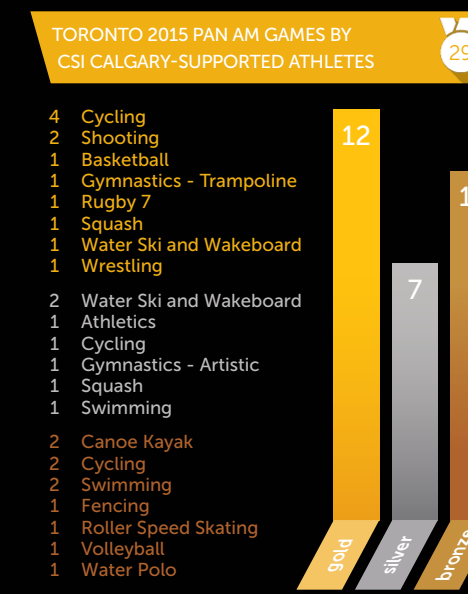 TORONTO 2015 PAN AM GAMES BY
CSI CALGARY-SUPPORTED ATHLETES
29
4 Cycling
2 Shooting
1 Basketball
1 Gymnastics - Trampoline
1 Rugby 7
1 Squash
1 Water Ski and Wakeboard
1 Wrestling
2 Water Ski and Wakeboard
1 Athletics
1 Cycling
1 Gymnastics - Artistic
1 Squash
1 Swimming
2 Canoe Kayak
2 Cycling
2 Swimming
1 Fencing
1 Roller Speed Skating
1 Volleyball
1 Water Polo
12
7
1
gold
silver
bronze